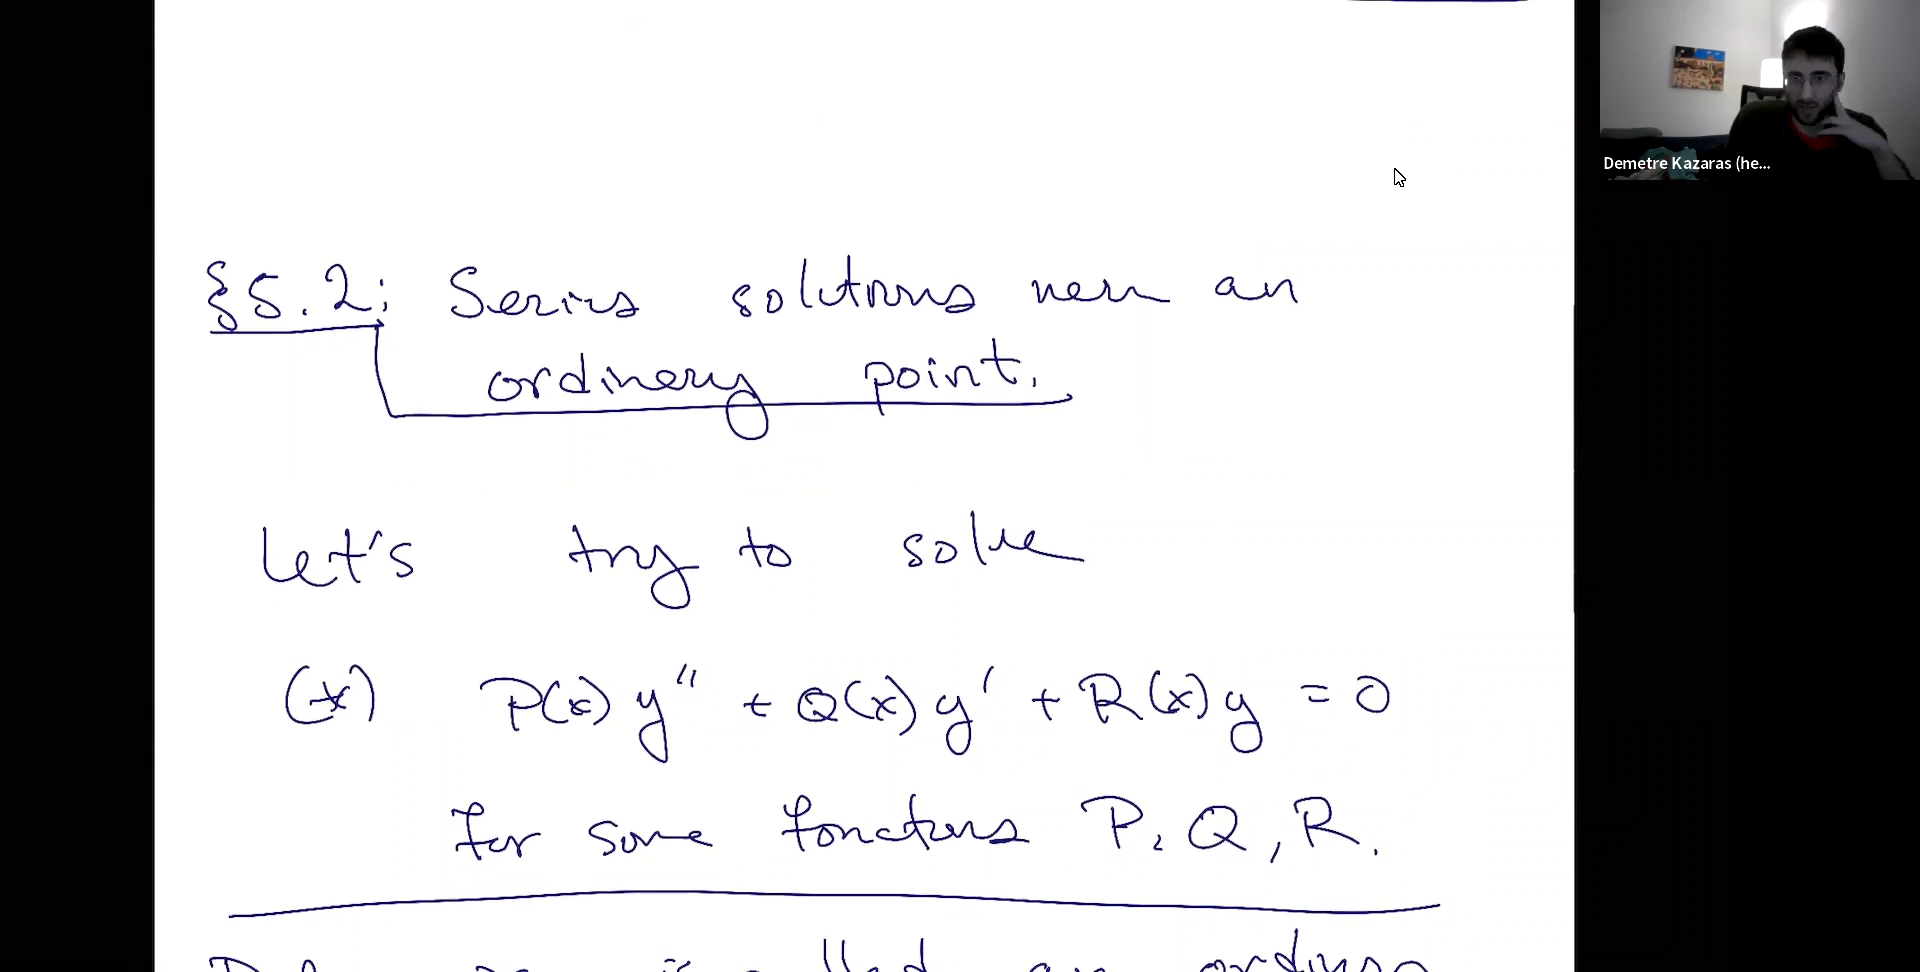 §5.2: Series solutions near an
ordinary point.
Let's try to solve
(*) P(x) y'' + Q(x) y' + R(x) y = 0
for some functions P, Q, R.
Demetre Kazaras (he...